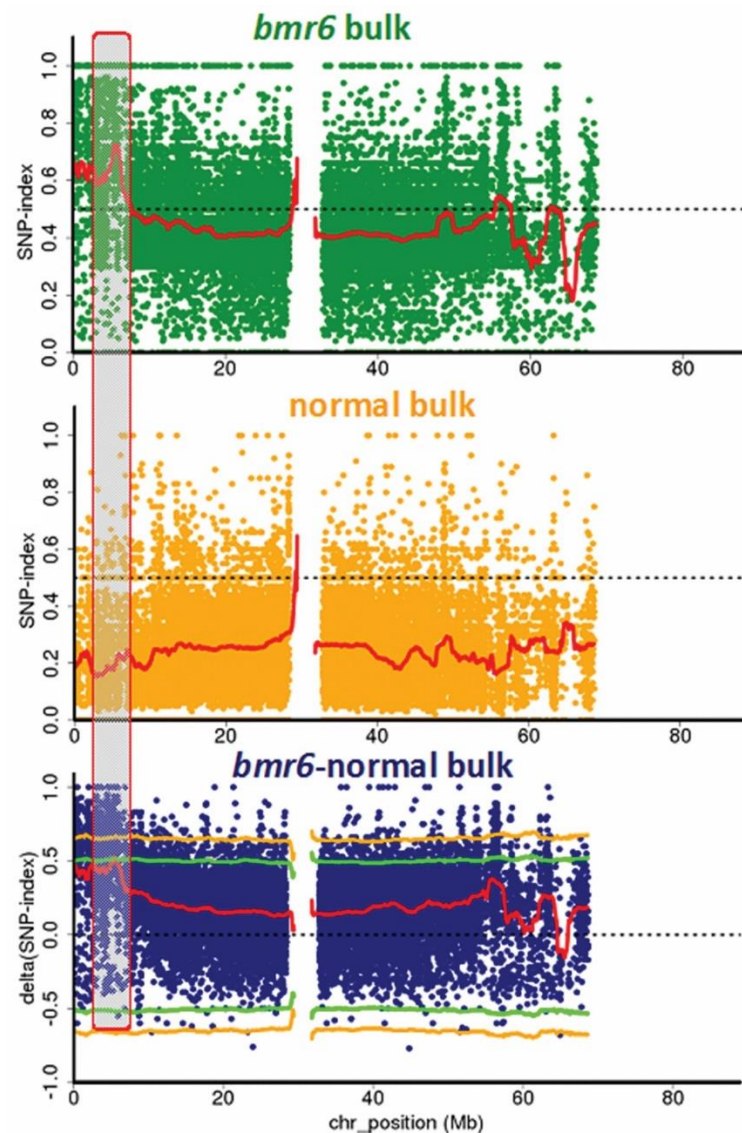 bmr6 bulk
SNP-index
1.0
0.8
0.6
0.4
0.2
0.0
0 20 40 60 80
normal bulk
SNP-index
1.0
0.8
0.6
0.4
0.2
0.0
0 20 40 60 80
bmr6-normal bulk
delta(SNP-index)
1.0
0.5
0.0
-0.5
-1.0
0 20 40 60 80
chr_position (Mb)